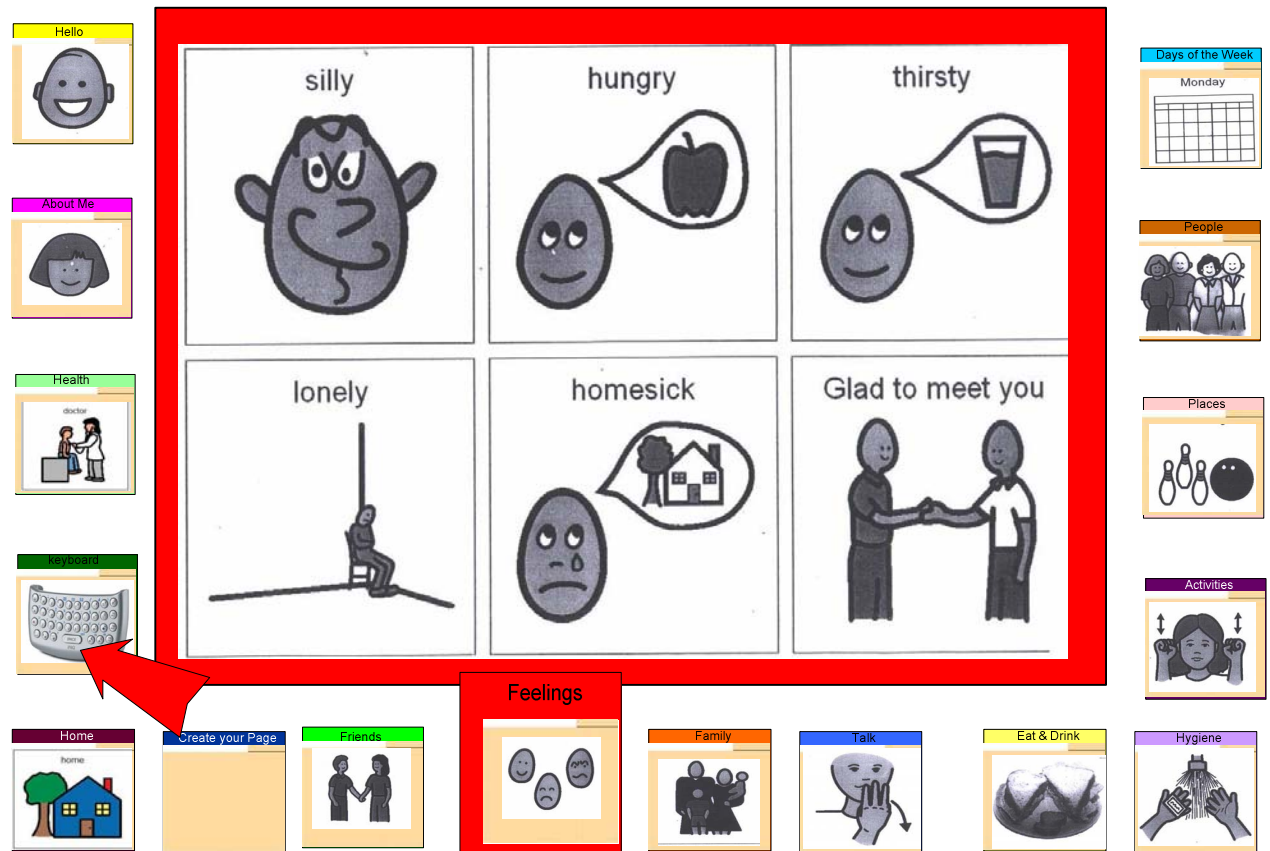 Hello
About Me
Health
doctor
keyboard
silly
hungry
thirsty
lonely
homesick
Glad to meet you
Days of the Week
Monday
People
Places
Activities
Home
home
Create your Page
Friends
Feelings
Family
Talk
Eat & Drink
Hygiene